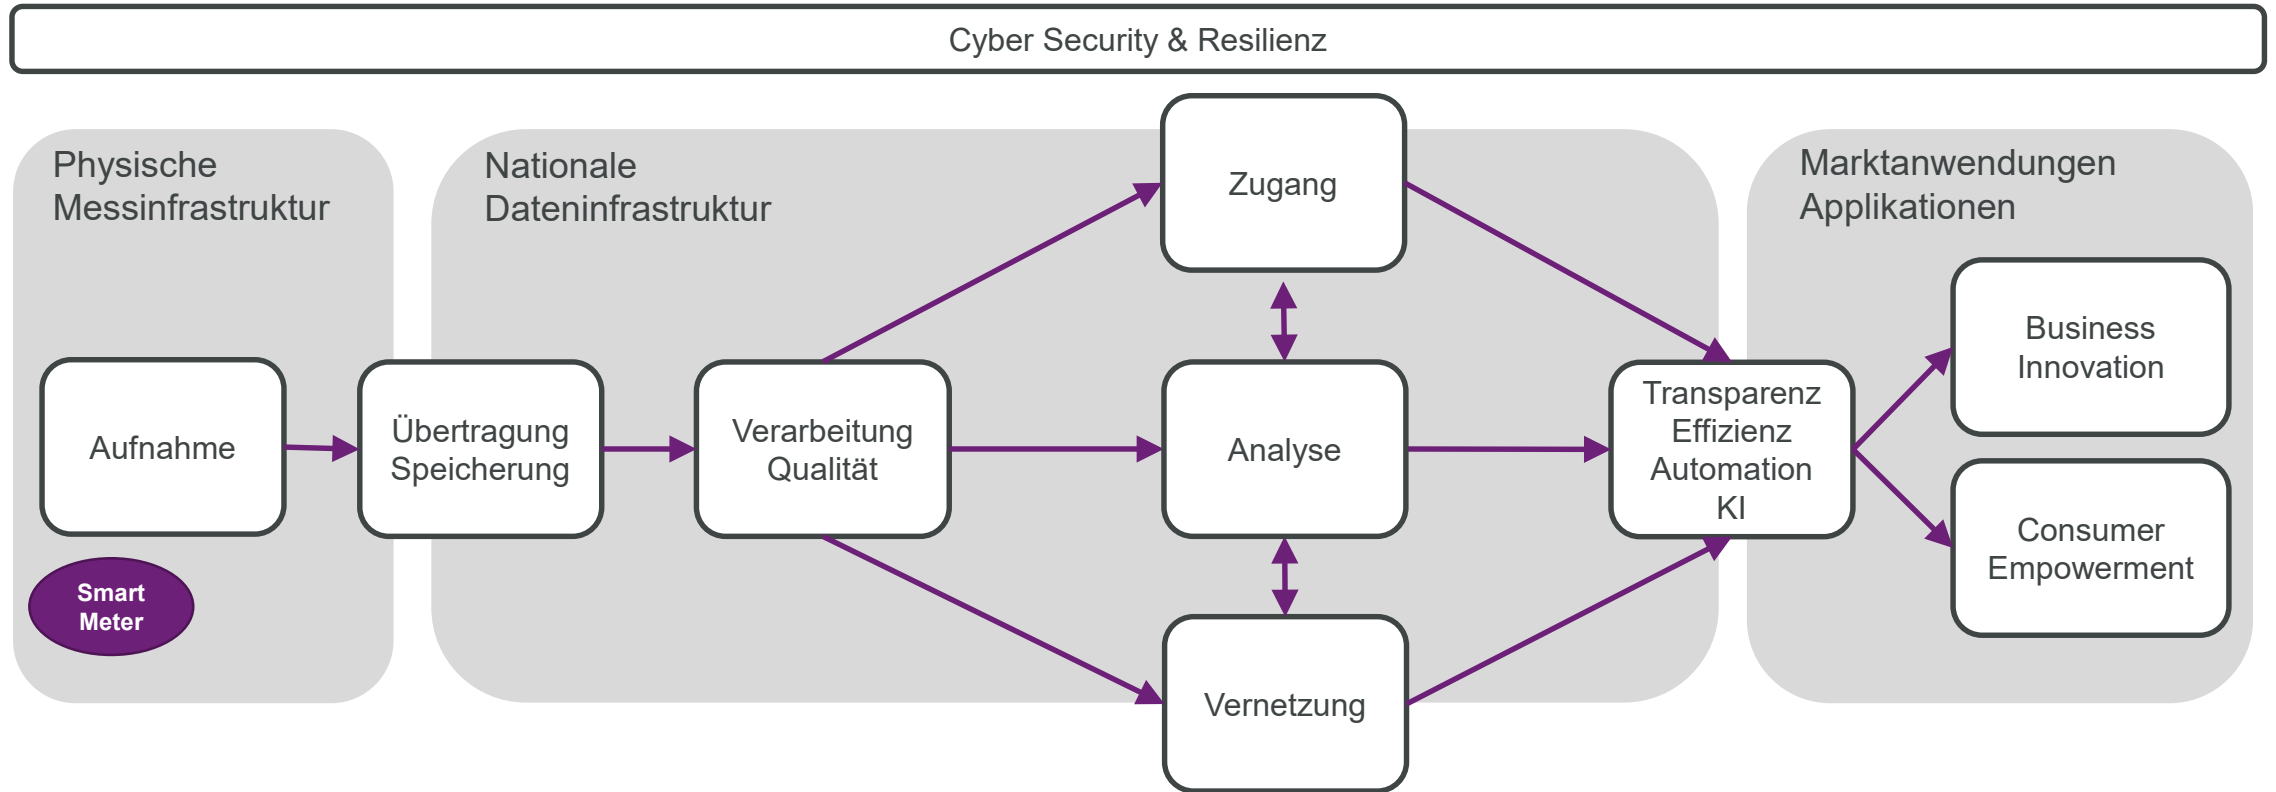 Cyber Security & Resilienz
Physische
Messinfrastruktur
Nationale
Dateninfrastruktur
Marktanwendungen
Applikationen
Zugang
Aufnahme
Übertragung
Speicherung
Verarbeitung
Qualität
Analyse
Transparenz
Effizienz
Automation
KI
Business
Innovation
Consumer
Empowerment
Smart
Meter
Vernetzung